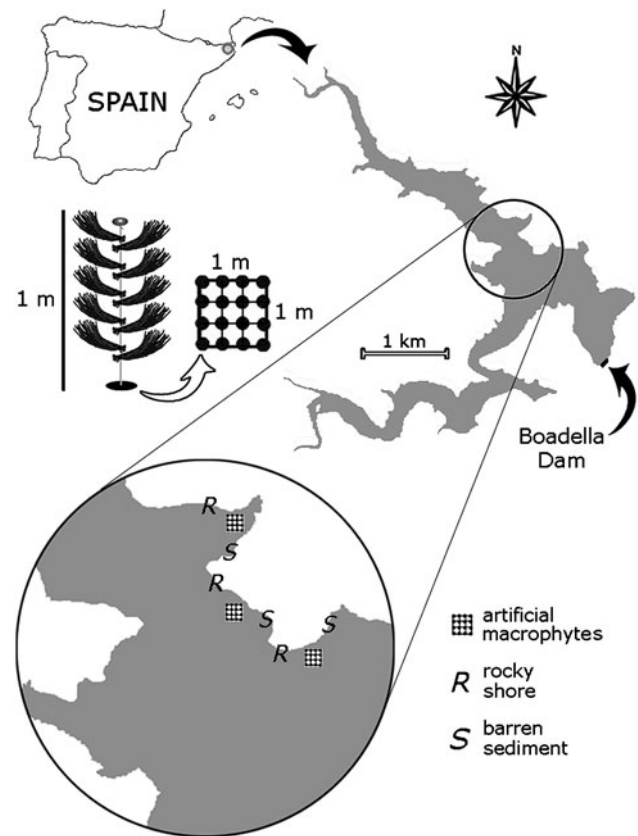 SPAIN
N
1 m
1 m
1 m
1 km
Boadella
Dam
R
S
R
S
S
R
artificial
macrophytes
R rocky
shore
S barren
sediment